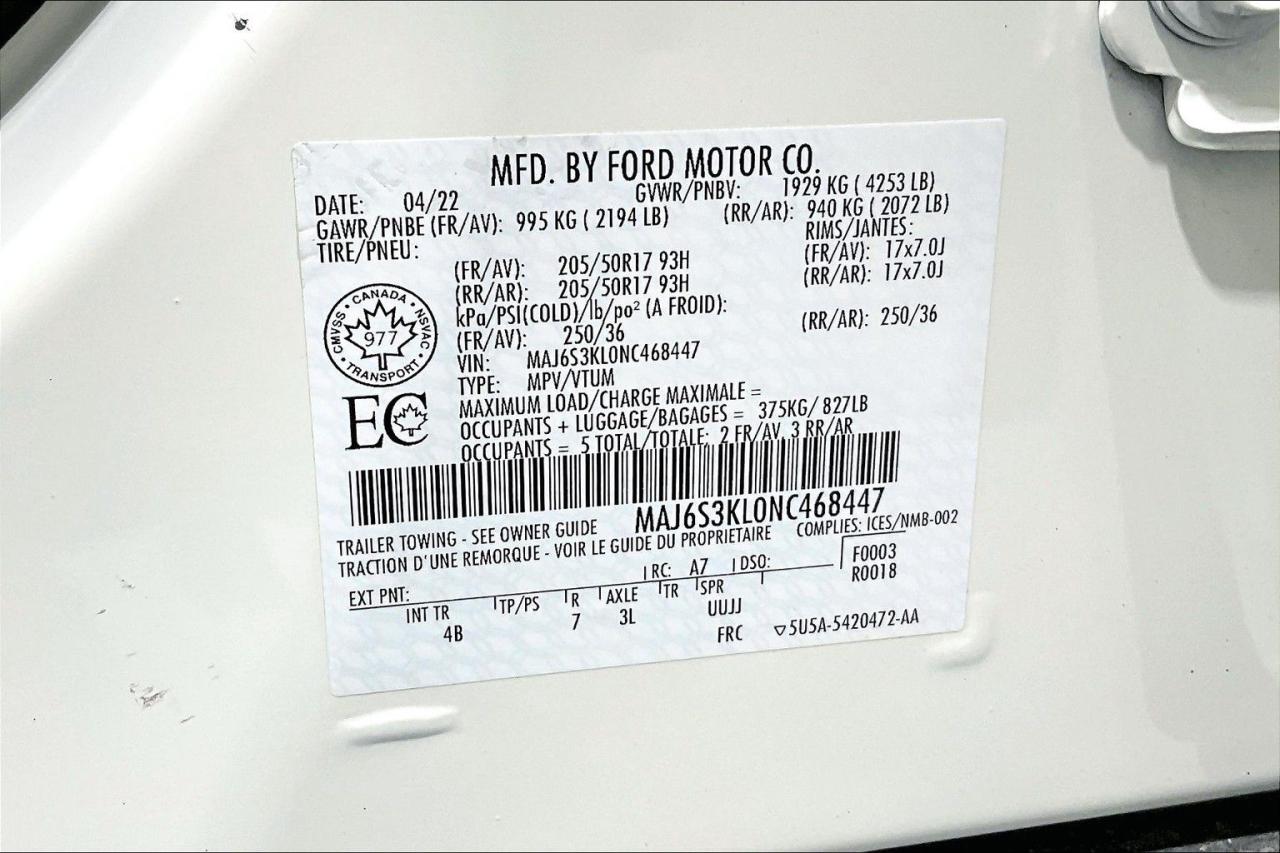 MFD. BY FORD MOTOR CO.
DATE: 04/22 GVWR/PNBV: 1929 KG ( 4253 LB)
GAWR/PNBE (FR/AV): 995 KG ( 2194 LB) (RR/AR): 940 KG ( 2072 LB)
TIRE/PNEU: RIMS/JANTES:
(FR/AV): 205/50R17 93H (FR/AV): 17x7.0J
(RR/AR): 205/50R17 93H (RR/AR): 17x7.0J
kPa/PSI(COLD)/lb/po² (A FROID):
(FR/AV): 250/36 (RR/AR): 250/36
VIN: MAJ6S3KL0NC468447
TYPE: MPV/VTUM
CANADA
CMVSS NSVAC
977
TRANSPORT
EC
MAXIMUM LOAD/CHARGE MAXIMALE =
OCCUPANTS + LUGGAGE/BAGAGES = 375KG/ 827LB
OCCUPANTS = 5 TOTAL/TOTALE: 2 FR/AV, 3 RR/AR
MAJ6S3KL0NC468447
TRAILER TOWING - SEE OWNER GUIDE COMPLIES: ICES/NMB-002
TRACTION D'UNE REMORQUE - VOIR LE GUIDE DU PROPRIETAIRE
F0003
R0018
EXT PNT: RC: A7 DSO:
INT TR TP/PS R AXLE TR SPR
4B 7 3L UUJJ
FRC ▽5U5A-5420472-AA